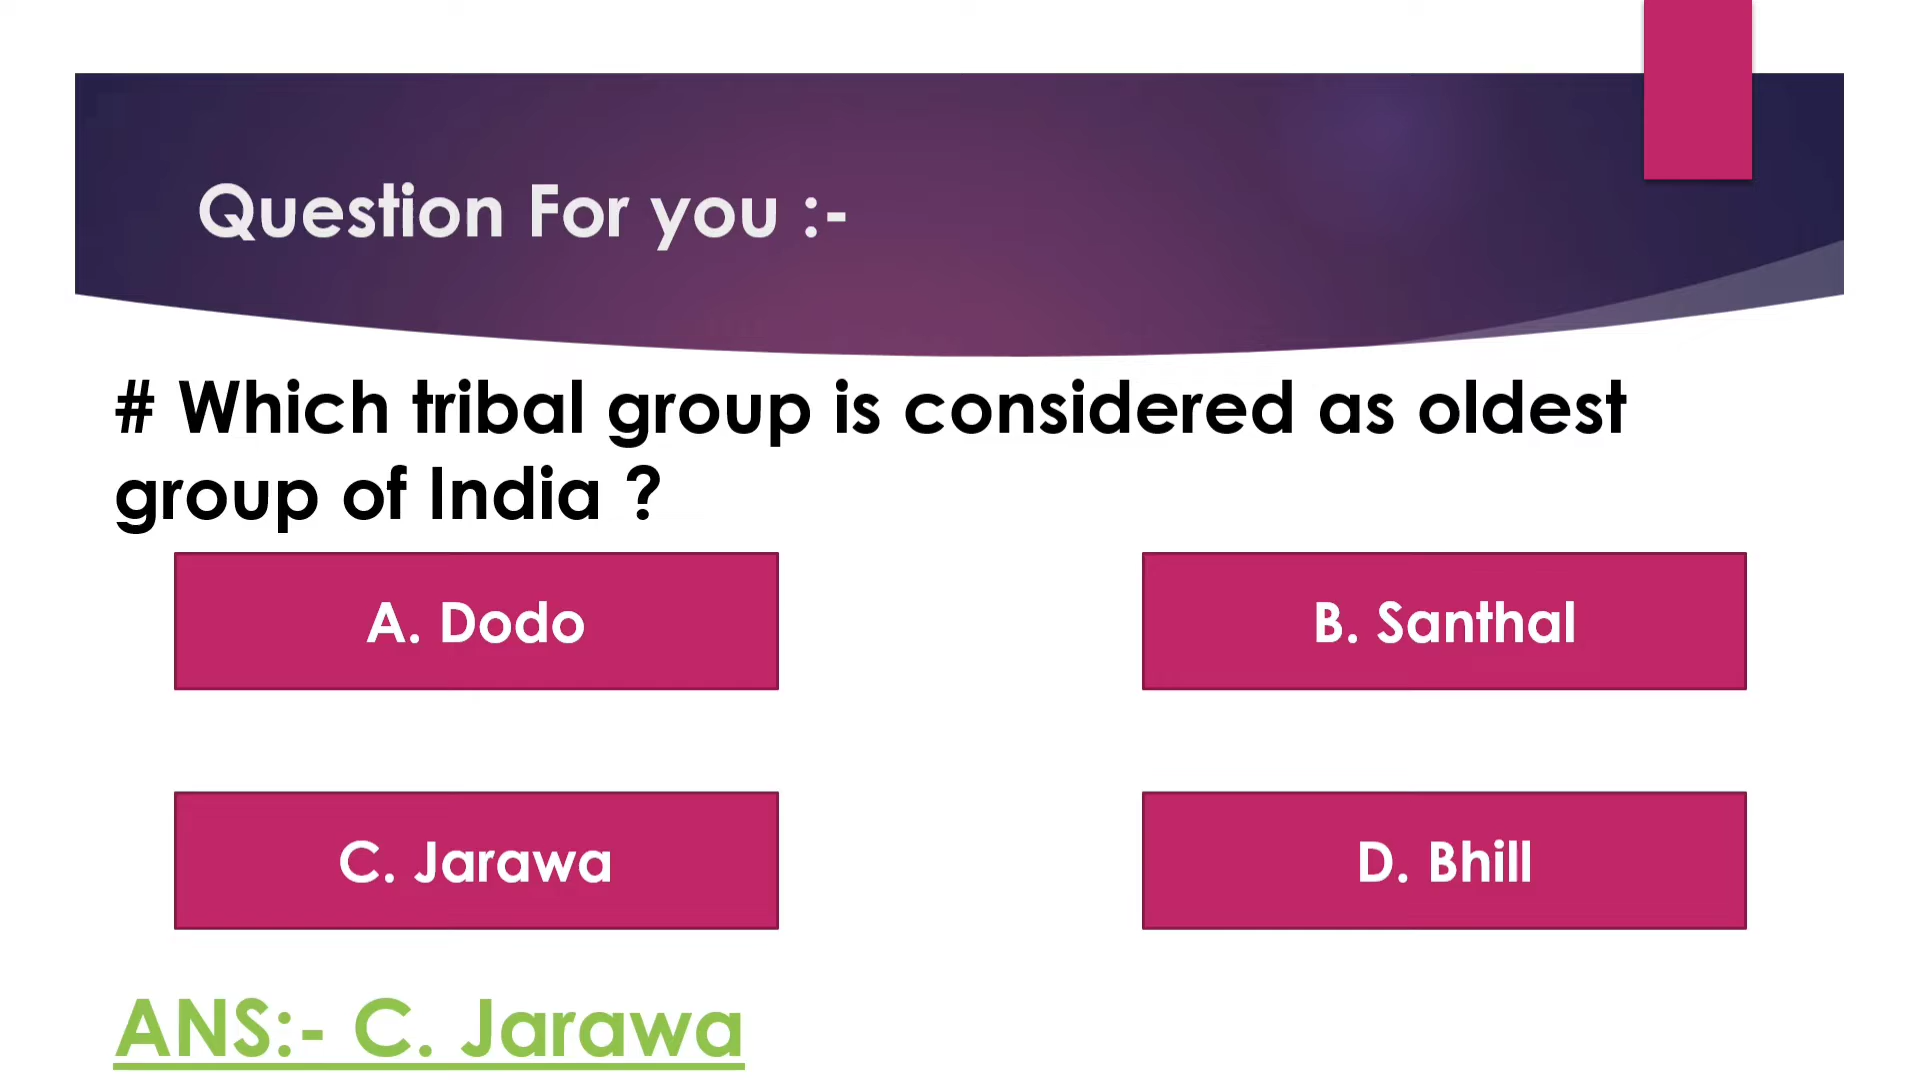 Question For you :-
# Which tribal group is considered as oldest
group of India ?
A. Dodo
B. Santhal
C. Jarawa
D. Bhill
ANS:- C. Jarawa